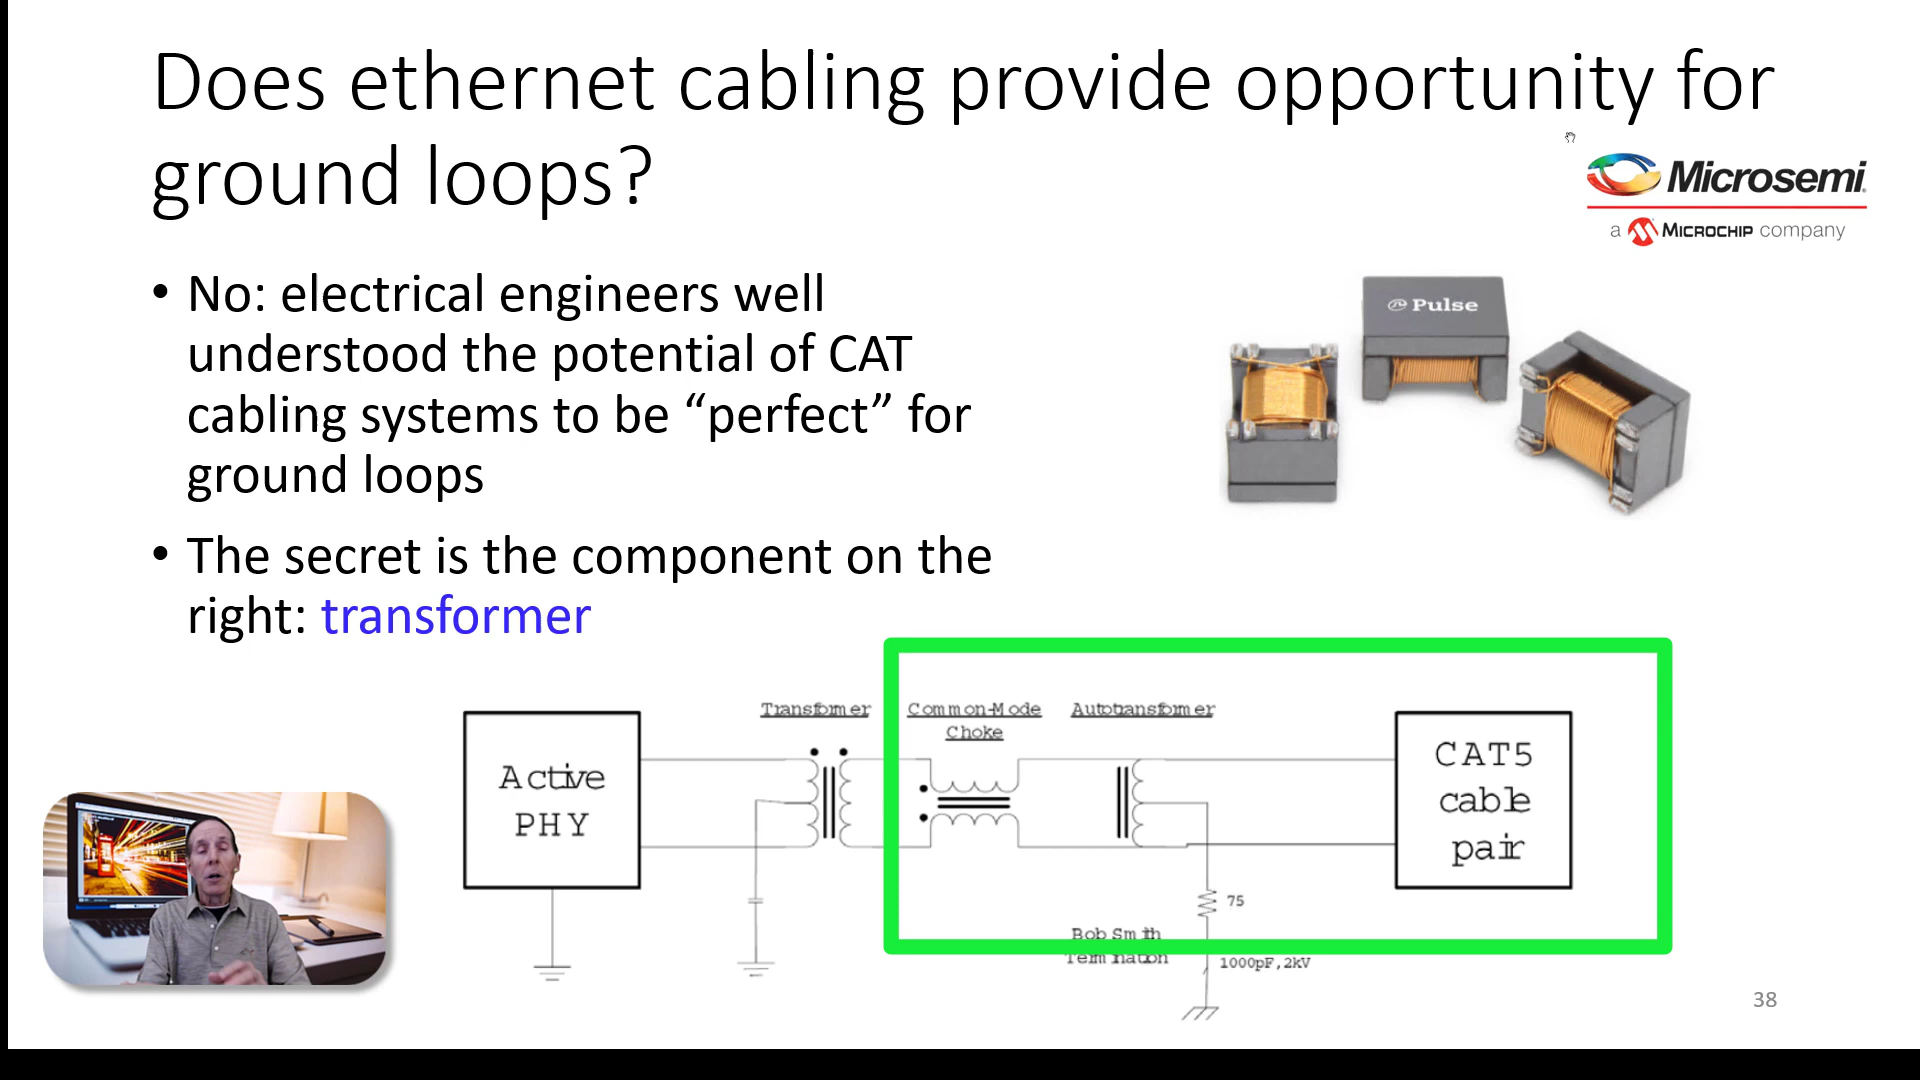 Does ethernet cabling provide opportunity for
ground loops?
Microsemi
a MICROCHIP company
• No: electrical engineers well
understood the potential of CAT
cabling systems to be “perfect” for
ground loops
• The secret is the component on the
right: transformer
Pulse
Transformer
Common-Mode
Choke
Autotransformer
Active
PHY
CAT5
cable
pair
75
Bob Smith
Termination
1000pF,2kV
38